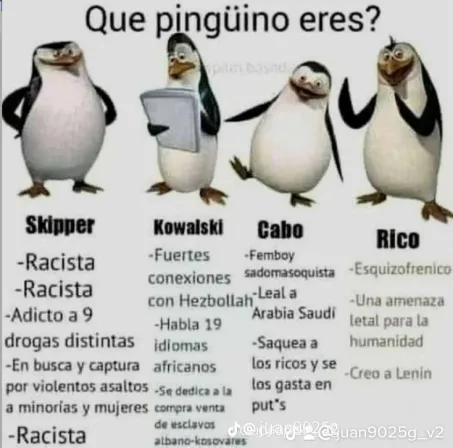 Que pingüino eres?
Skipper
-Racista
-Racista
-Adicto a 9
drogas distintas
-En busca y captura
por violentos asaltos
a minorías y mujeres
-Racista
Kowalski
-Fuertes
conexiones
con Hezbollah
-Habla 19
idiomas
africanos
-Se dedica a la
compra venta
de esclavos
albano-kosovares
Cabo
-Femboy
sadomasoquista
-Leal a
Arabia Saudí
-Saquea a
los ricos y se
los gasta en
put*s
Rico
-Esquizofrenico
-Una amenaza
letal para la
humanidad
-Creo a Lenin
@juan9025g_v2